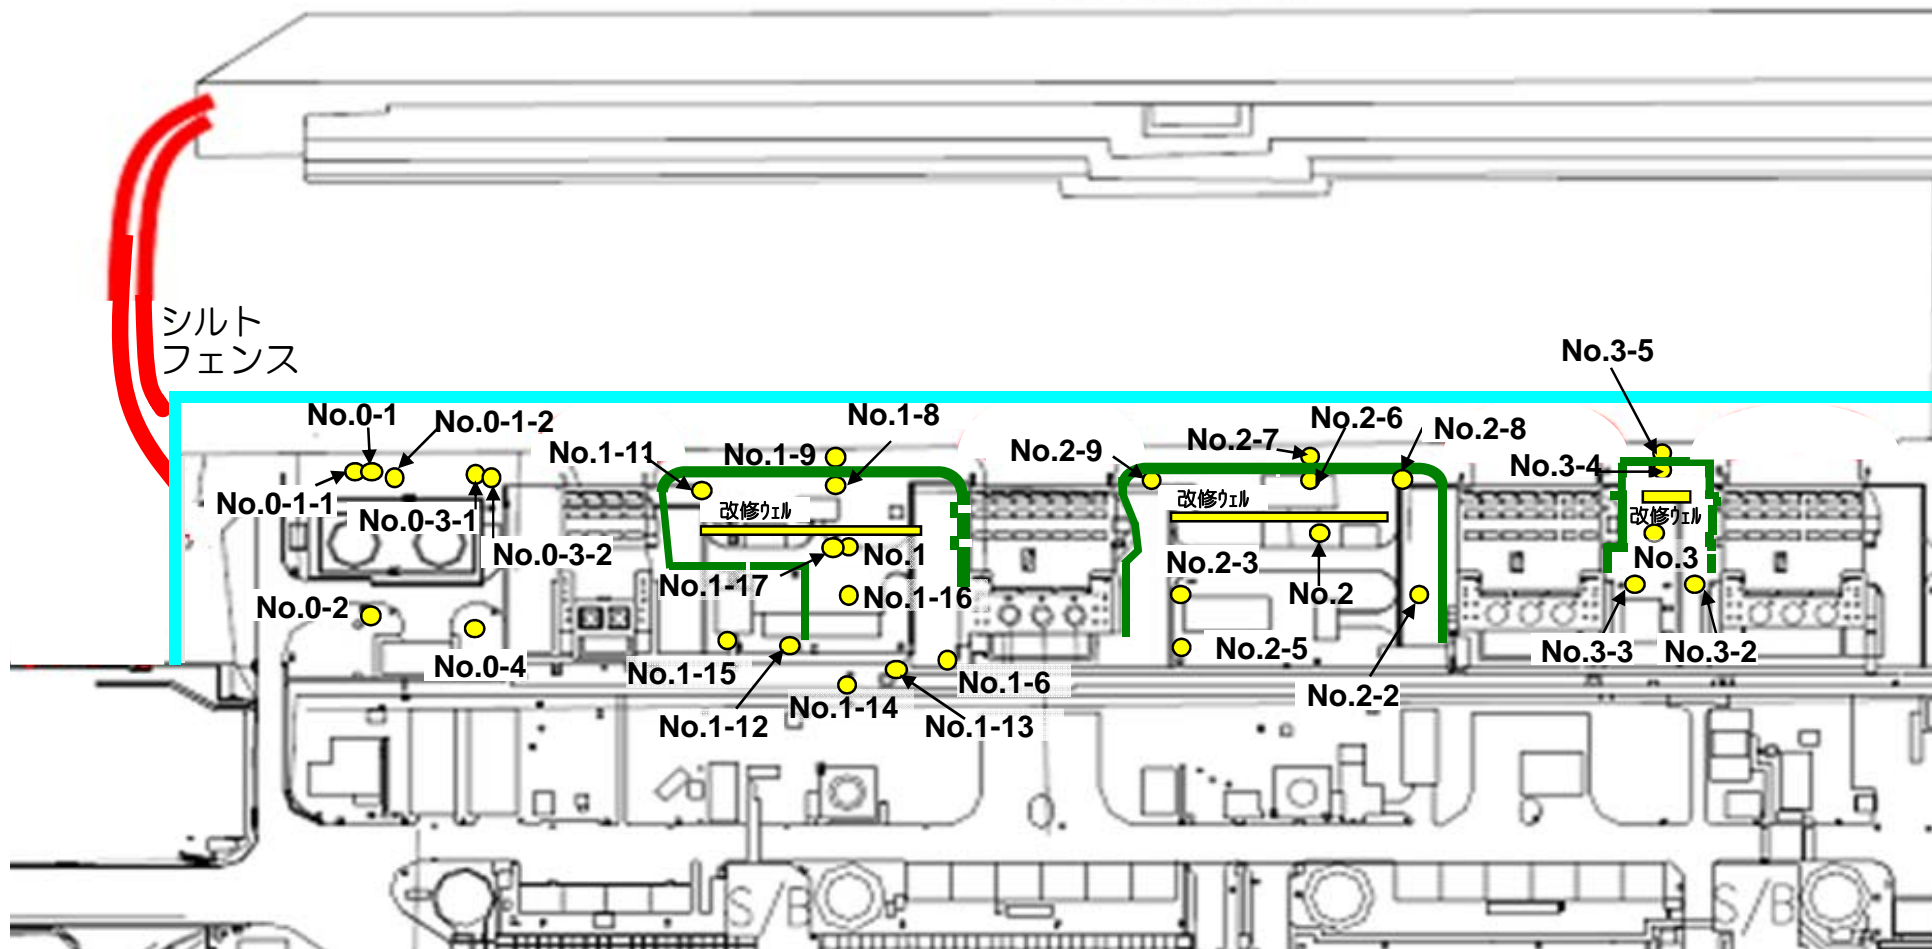 シルト
フェンス
No.3-5
No.0-1
No.0-1-2
No.1-8
No.2-6
No.2-8
No.2-7
No.1-11
No.1-9
No.2-9
No.3-4
No.0-1-1
No.0-3-1
改修ｳｪﾙ
改修ｳｪﾙ
改修ｳｪﾙ
No.0-3-2
No.1
No.2-3
No.3
No.1-17
No.1-16
No.2
No.0-2
No.0-4
No.1-15
No.1-6
No.2-5
No.3-3
No.3-2
No.1-14
No.2-2
No.1-12
No.1-13
S/B
S/B